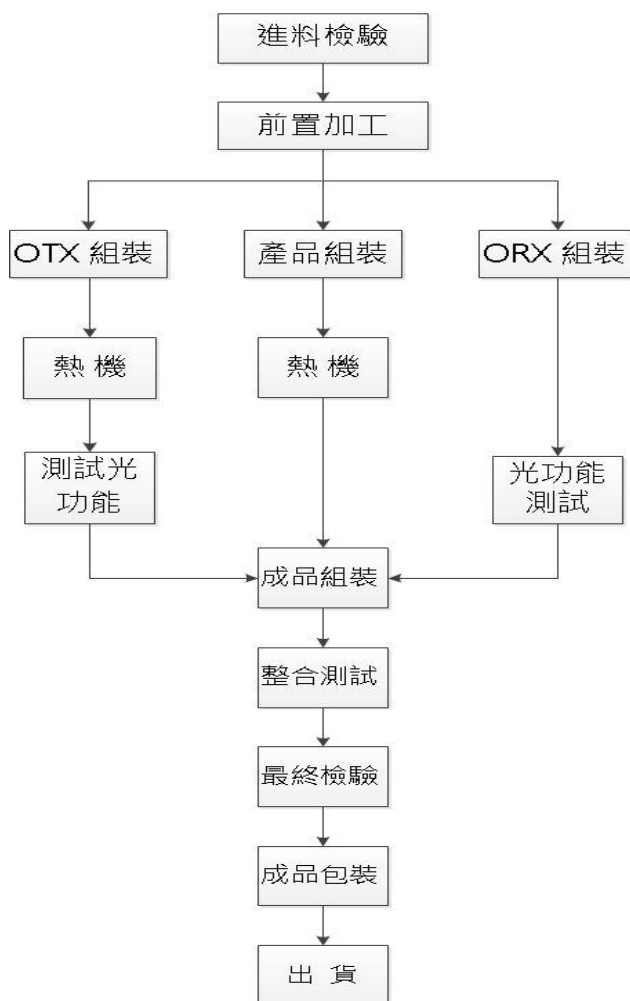 進料檢驗
前置加工
OTX 組裝
產品組裝
ORX 組裝
熱 機
熱 機
測試光
功能
光功能
測試
成品組裝
整合測試
最終檢驗
成品包裝
出 貨